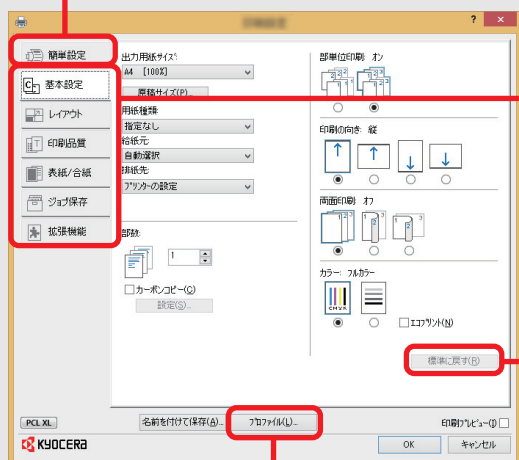 ?
簡単設定
基本設定
レイアウト
印刷品質
表紙/合紙
ジョブ保存
拡張機能
出力用紙サイズ:
A4 [100%]
原稿サイズ(P)...
用紙種類:
指定なし
給紙元:
自動選択
排紙先:
プリンターの設定
部数:
1
カーボンコピー(C)
設定(S)...
部単位印刷: オン
印刷の向き: 縦
両面印刷: オフ
カラー: フルカラー
CMYK
エコプリント(N)
標準に戻す(R)
PCL XL
名前を付けて保存(A)...
プロファイル(L)...
印刷プレビュー(I)
KYOCERA
OK
キャンセル